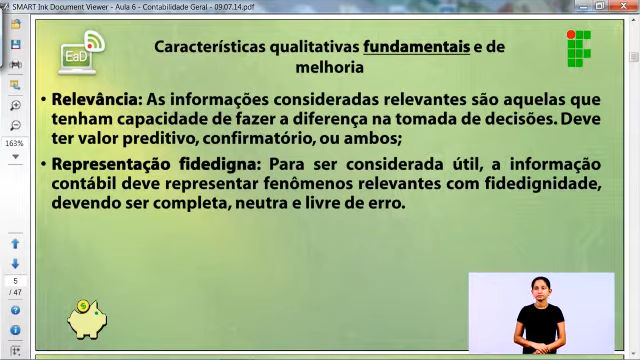 SMART Ink Document Viewer - Aula 6 - Contabilidade Geral - 09.07.14.pdf
EaD
Características qualitativas fundamentais e de
melhoria
• Relevância: As informações consideradas relevantes são aquelas que
tenham capacidade de fazer a diferença na tomada de decisões. Deve
ter valor preditivo, confirmatório, ou ambos;
• Representação fidedigna: Para ser considerada útil, a informação
contábil deve representar fenômenos relevantes com fidedignidade,
devendo ser completa, neutra e livre de erro.
163%
5
/ 47